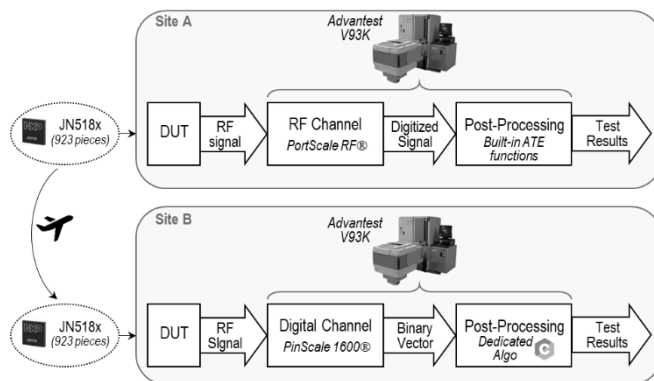 Site A
Advantest
V93K
NXP
JN518x
(923 pieces)
DUT
RF
signal
RF Channel
PortScale RF®
Digitized
Signal
Post-Processing
Built-in ATE
functions
Test
Results
Site B
Advantest
V93K
NXP
JN518x
(923 pieces)
DUT
RF
SIgnal
Digital Channel
PinScale 1600®
Binary
Vector
Post-Processing
Dedicated
Algo
C
Test
Results